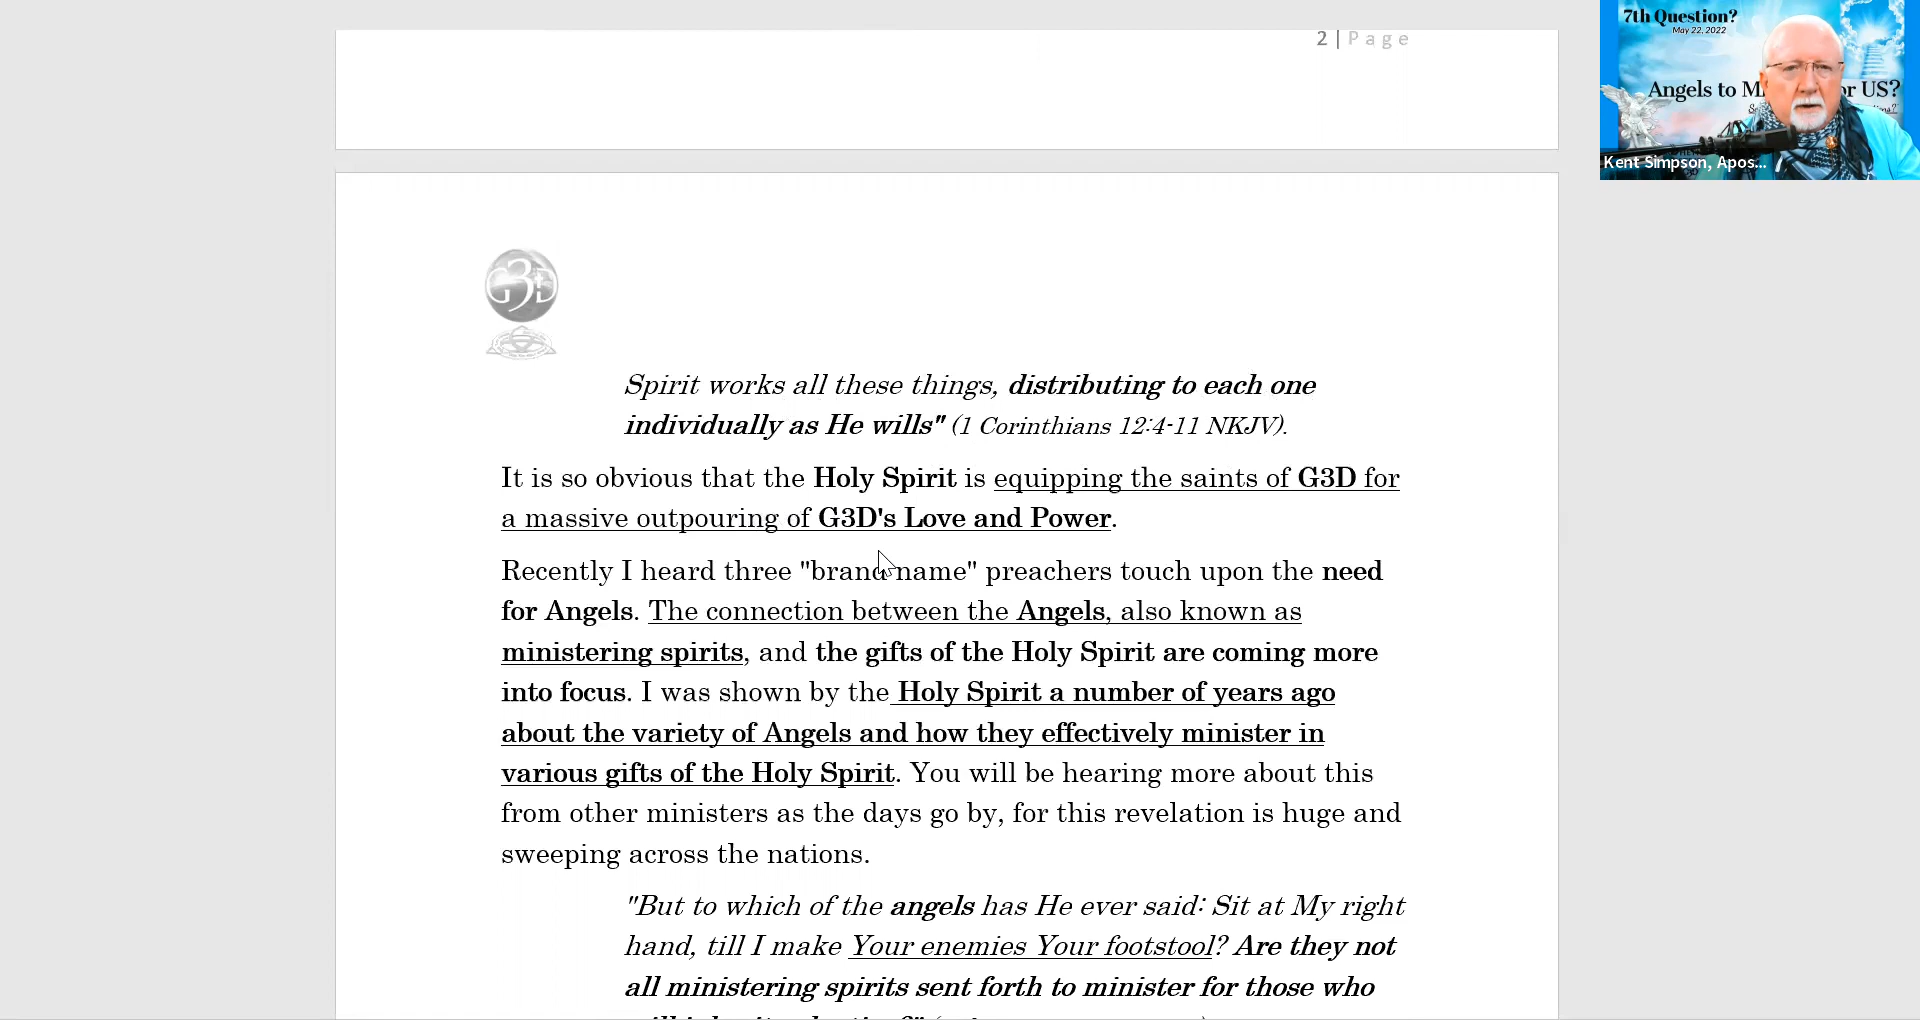 2 | Page
7th Question?
May 22, 2022
Angels to M
or US?
Kent Simpson, Apos...
G3D
Spirit works all these things, distributing to each one
individually as He wills" (1 Corinthians 12:4-11 NKJV).
It is so obvious that the Holy Spirit is equipping the saints of G3D for
a massive outpouring of G3D's Love and Power.
Recently I heard three "brand name" preachers touch upon the need
for Angels. The connection between the Angels, also known as
ministering spirits, and the gifts of the Holy Spirit are coming more
into focus. I was shown by the Holy Spirit a number of years ago
about the variety of Angels and how they effectively minister in
various gifts of the Holy Spirit. You will be hearing more about this
from other ministers as the days go by, for this revelation is huge and
sweeping across the nations.
"But to which of the angels has He ever said: Sit at My right
hand, till I make Your enemies Your footstool? Are they not
all ministering spirits sent forth to minister for those who